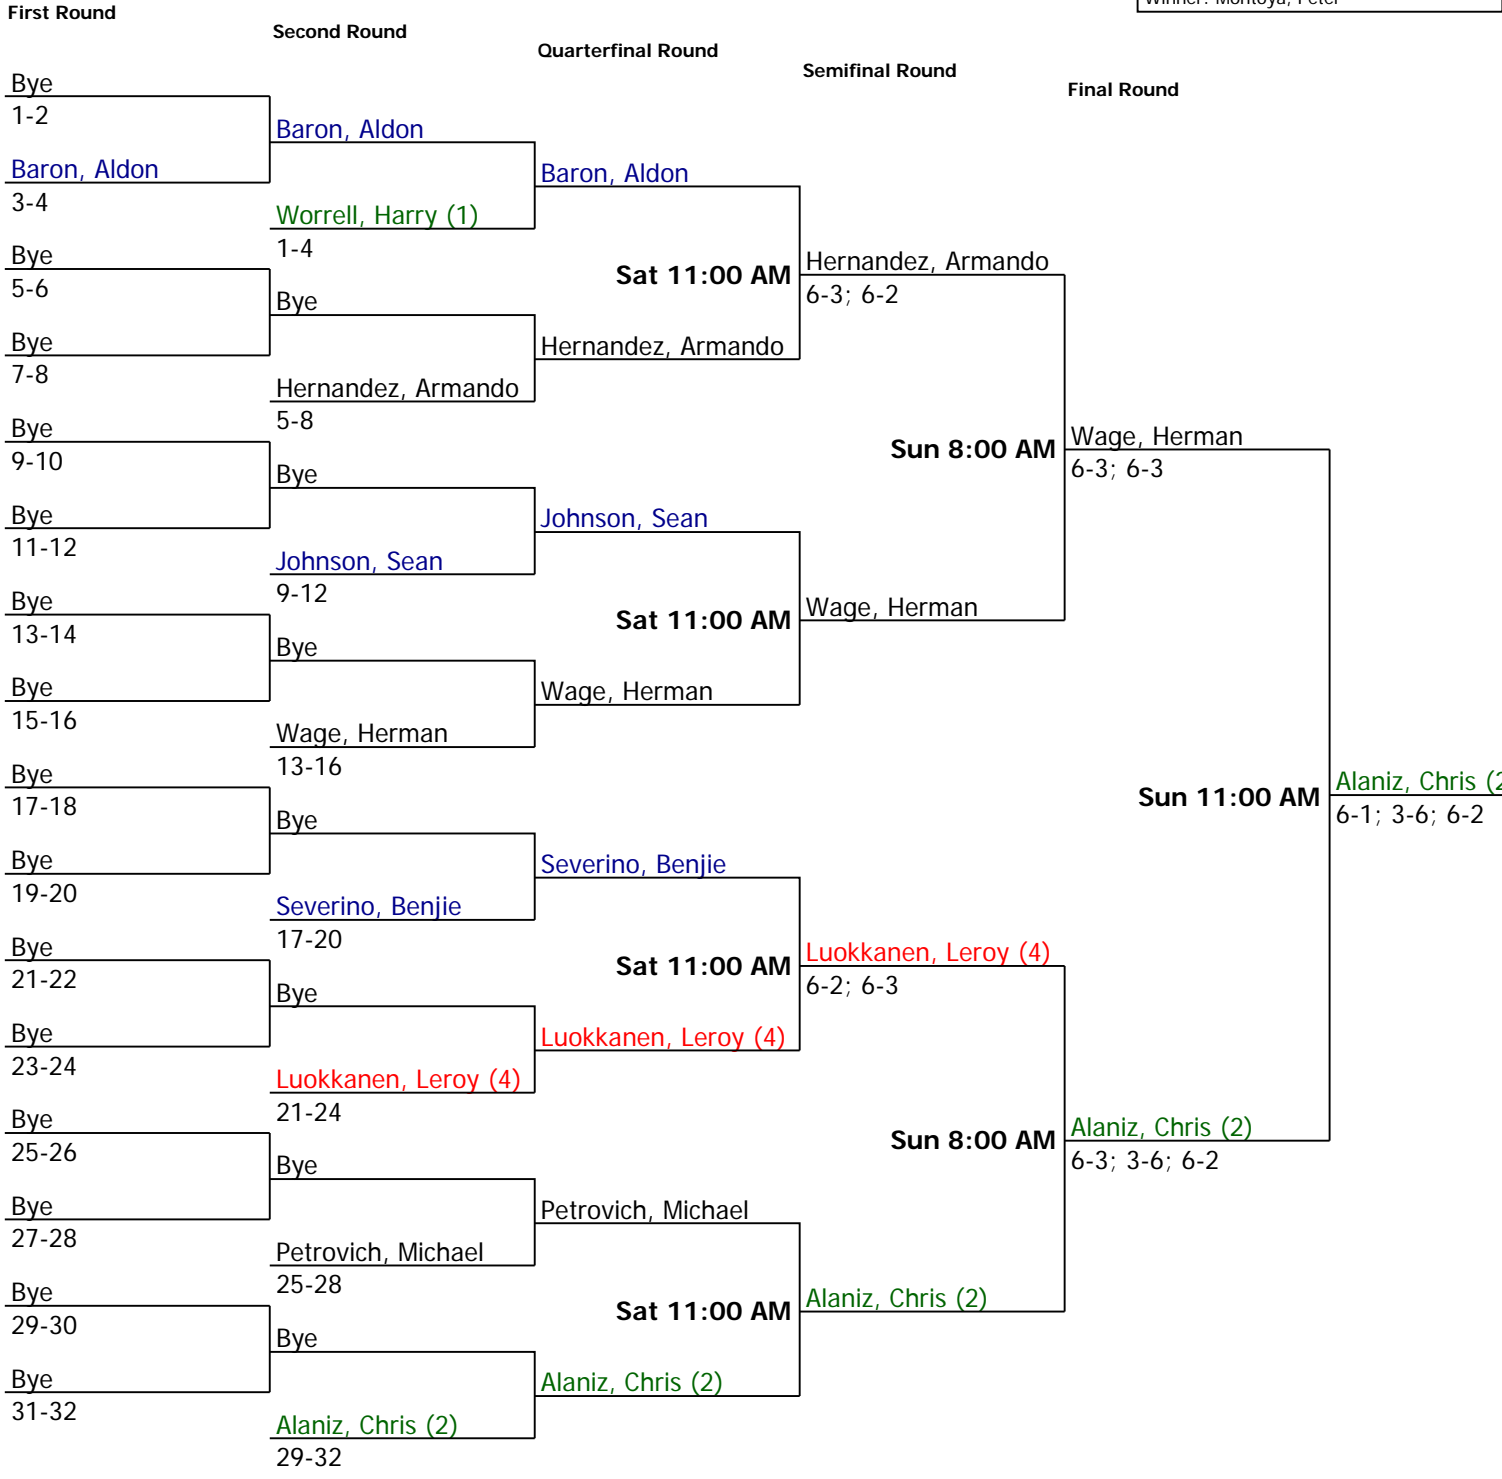 Winner: Montoya, Peter
First Round
Second Round
Quarterfinal Round
Semifinal Round
Final Round
Bye
1-2
Baron, Aldon
3-4
Bye
5-6
Bye
7-8
Bye
9-10
Bye
11-12
Bye
13-14
Bye
15-16
Bye
17-18
Bye
19-20
Bye
21-22
Bye
23-24
Bye
25-26
Bye
27-28
Bye
29-30
Bye
31-32
Baron, Aldon
Worrell, Harry (1)
1-4
Bye
Hernandez, Armando
5-8
Bye
Johnson, Sean
9-12
Bye
Wage, Herman
13-16
Bye
Severino, Benjie
17-20
Bye
Luokkanen, Leroy (4)
21-24
Bye
Petrovich, Michael
25-28
Bye
Alaniz, Chris (2)
29-32
Baron, Aldon
Sat 11:00 AM
Hernandez, Armando
Johnson, Sean
Sat 11:00 AM
Wage, Herman
Severino, Benjie
Sat 11:00 AM
Luokkanen, Leroy (4)
Petrovich, Michael
Sat 11:00 AM
Alaniz, Chris (2)
Hernandez, Armando
6-3; 6-2
Sun 8:00 AM
Wage, Herman
Luokkanen, Leroy (4)
6-2; 6-3
Sun 8:00 AM
Alaniz, Chris (2)
Wage, Herman
6-3; 6-3
Sun 11:00 AM
Alaniz, Chris (2)
6-3; 3-6; 6-2
Alaniz, Chris (2
6-1; 3-6; 6-2